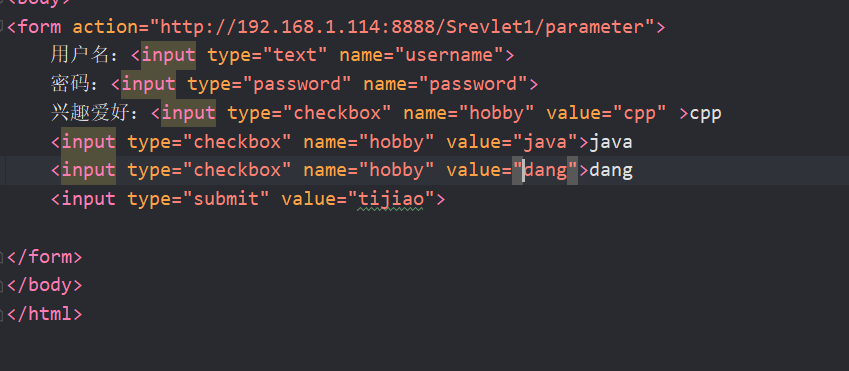 <body>
<form action="http://192.168.1.114:8888/Srevlet1/parameter">
用户名：<input type="text" name="username">
密码：<input type="password" name="password">
兴趣爱好：<input type="checkbox" name="hobby" value="cpp" >cpp
<input type="checkbox" name="hobby" value="java">java
<input type="checkbox" name="hobby" value="dang">dang
<input type="submit" value="tijiao">
</form>
</body>
</html>